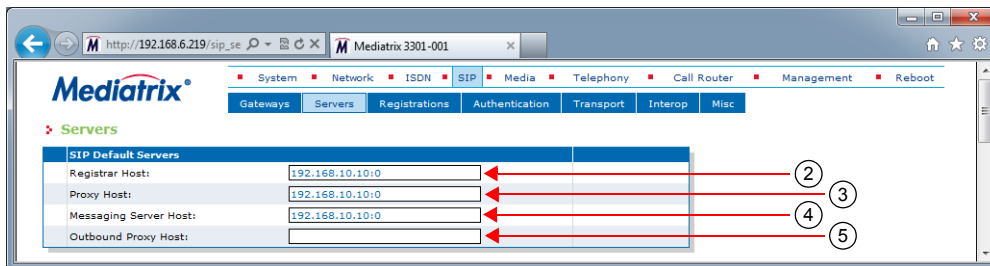 http://192.168.6.219/sip_se
Mediatrix 3301-001
Mediatrix®
System Network ISDN SIP Media Telephony Call Router Management Reboot
Gateways Servers Registrations Authentication Transport Interop Misc
Servers
SIP Default Servers
Registrar Host: 192.168.10.10:0 2
Proxy Host: 192.168.10.10:0 3
Messaging Server Host: 192.168.10.10:0 4
Outbound Proxy Host: 5